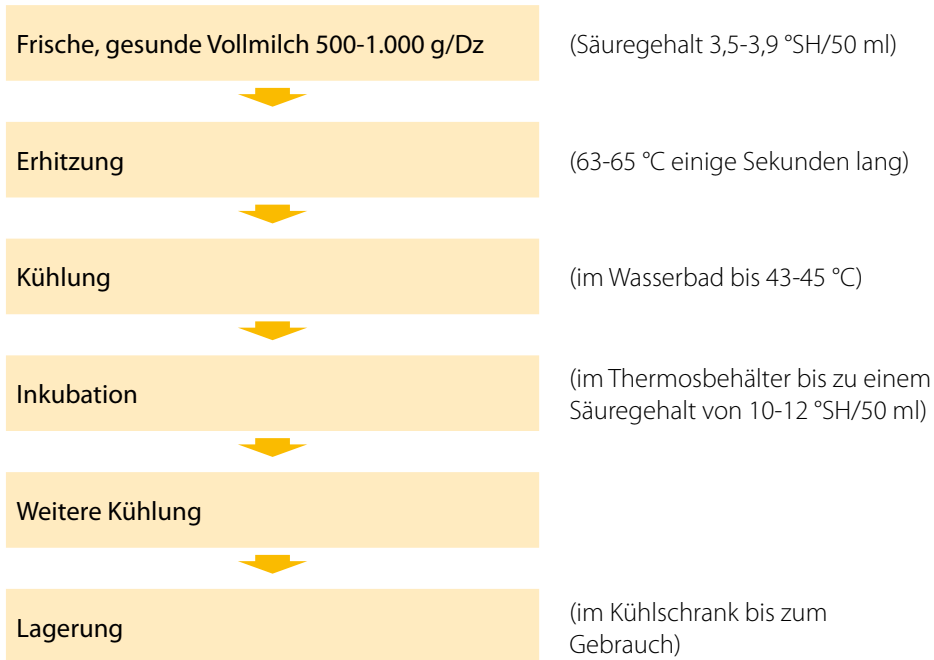 Frische, gesunde Vollmilch 500-1.000 g/Dz
(Säuregehalt 3,5-3,9 °SH/50 ml)
Erhitzung
(63-65 °C einige Sekunden lang)
Kühlung
(im Wasserbad bis 43-45 °C)
Inkubation
(im Thermosbehälter bis zu einem
Säuregehalt von 10-12 °SH/50 ml)
Weitere Kühlung
Lagerung
(im Kühlschrank bis zum
Gebrauch)